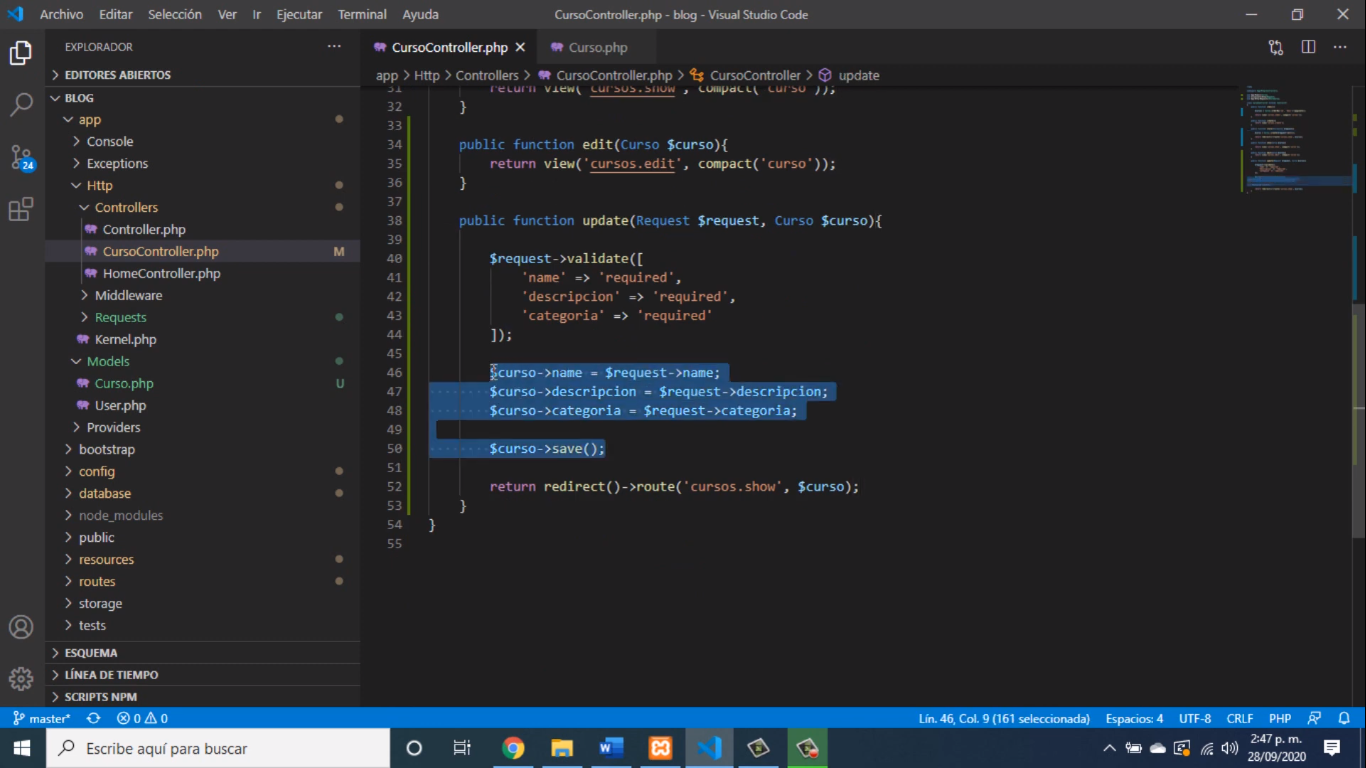 Archivo Editar Selección Ver Ir Ejecutar Terminal Ayuda
CursoController.php - blog - Visual Studio Code
EXPLORADOR
EDITORES ABIERTOS
BLOG
app
Console
Exceptions
Http
Controllers
Controller.php
CursoController.php M
HomeController.php
Middleware
Requests
Kernel.php
Models
Curso.php U
User.php
Providers
bootstrap
config
database
node_modules
public
resources
routes
storage
tests
ESQUEMA
LÍNEA DE TIEMPO
SCRIPTS NPM
24
CursoController.php
Curso.php
app > Http > Controllers > CursoController.php > CursoController > update
31 return view('cursos.show', compact('curso'));
32 }
33
34 public function edit(Curso $curso){
35 return view('cursos.edit', compact('curso'));
36 }
37
38 public function update(Request $request, Curso $curso){
39
40 $request->validate([
41 'name' => 'required',
42 'descripcion' => 'required',
43 'categoria' => 'required'
44 ]);
45
46 $curso->name = $request->name;
47 $curso->descripcion = $request->descripcion;
48 $curso->categoria = $request->categoria;
49
50 $curso->save();
51
52 return redirect()->route('cursos.show', $curso);
53 }
54 }
55
master* 0 0
Lín. 46, Col. 9 (161 seleccionada) Espacios: 4 UTF-8 CRLF PHP
Escribe aquí para buscar
2:47 p. m.
28/09/2020